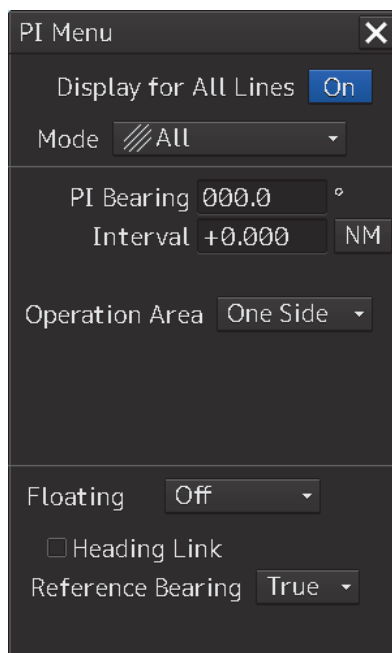 PI Menu
Display for All Lines On
Mode All
PI Bearing 000.0 °
Interval +0.000 NM
Operation Area One Side
Floating Off
Heading Link
Reference Bearing True